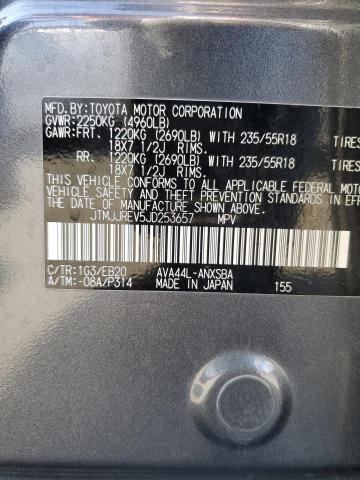 MFD.BY:TOYOTA MOTOR CORPORATION
GVWR:2250KG (4960LB)
GAWR:FRT. 1220KG (2690LB) WITH 235/55R18 TIRES
18X7 1/2J RIMS.
RR. 1220KG (2690LB) WITH 235/55R18 TIRES
18X7 1/2J RIMS.
THIS VEHICLE CONFORMS TO ALL APPLICABLE FEDERAL MOTOR
VEHICLE SAFETY STANDARDS IN EFFECT ON
THE DATE OF MANUFACTURE SHOWN ABOVE.
JTMJJREV5JD253657 MPV
C/TR:1G3/EB20 AVA44L-ANXSBA
A/TM:-08A/P314 MADE IN JAPAN 155